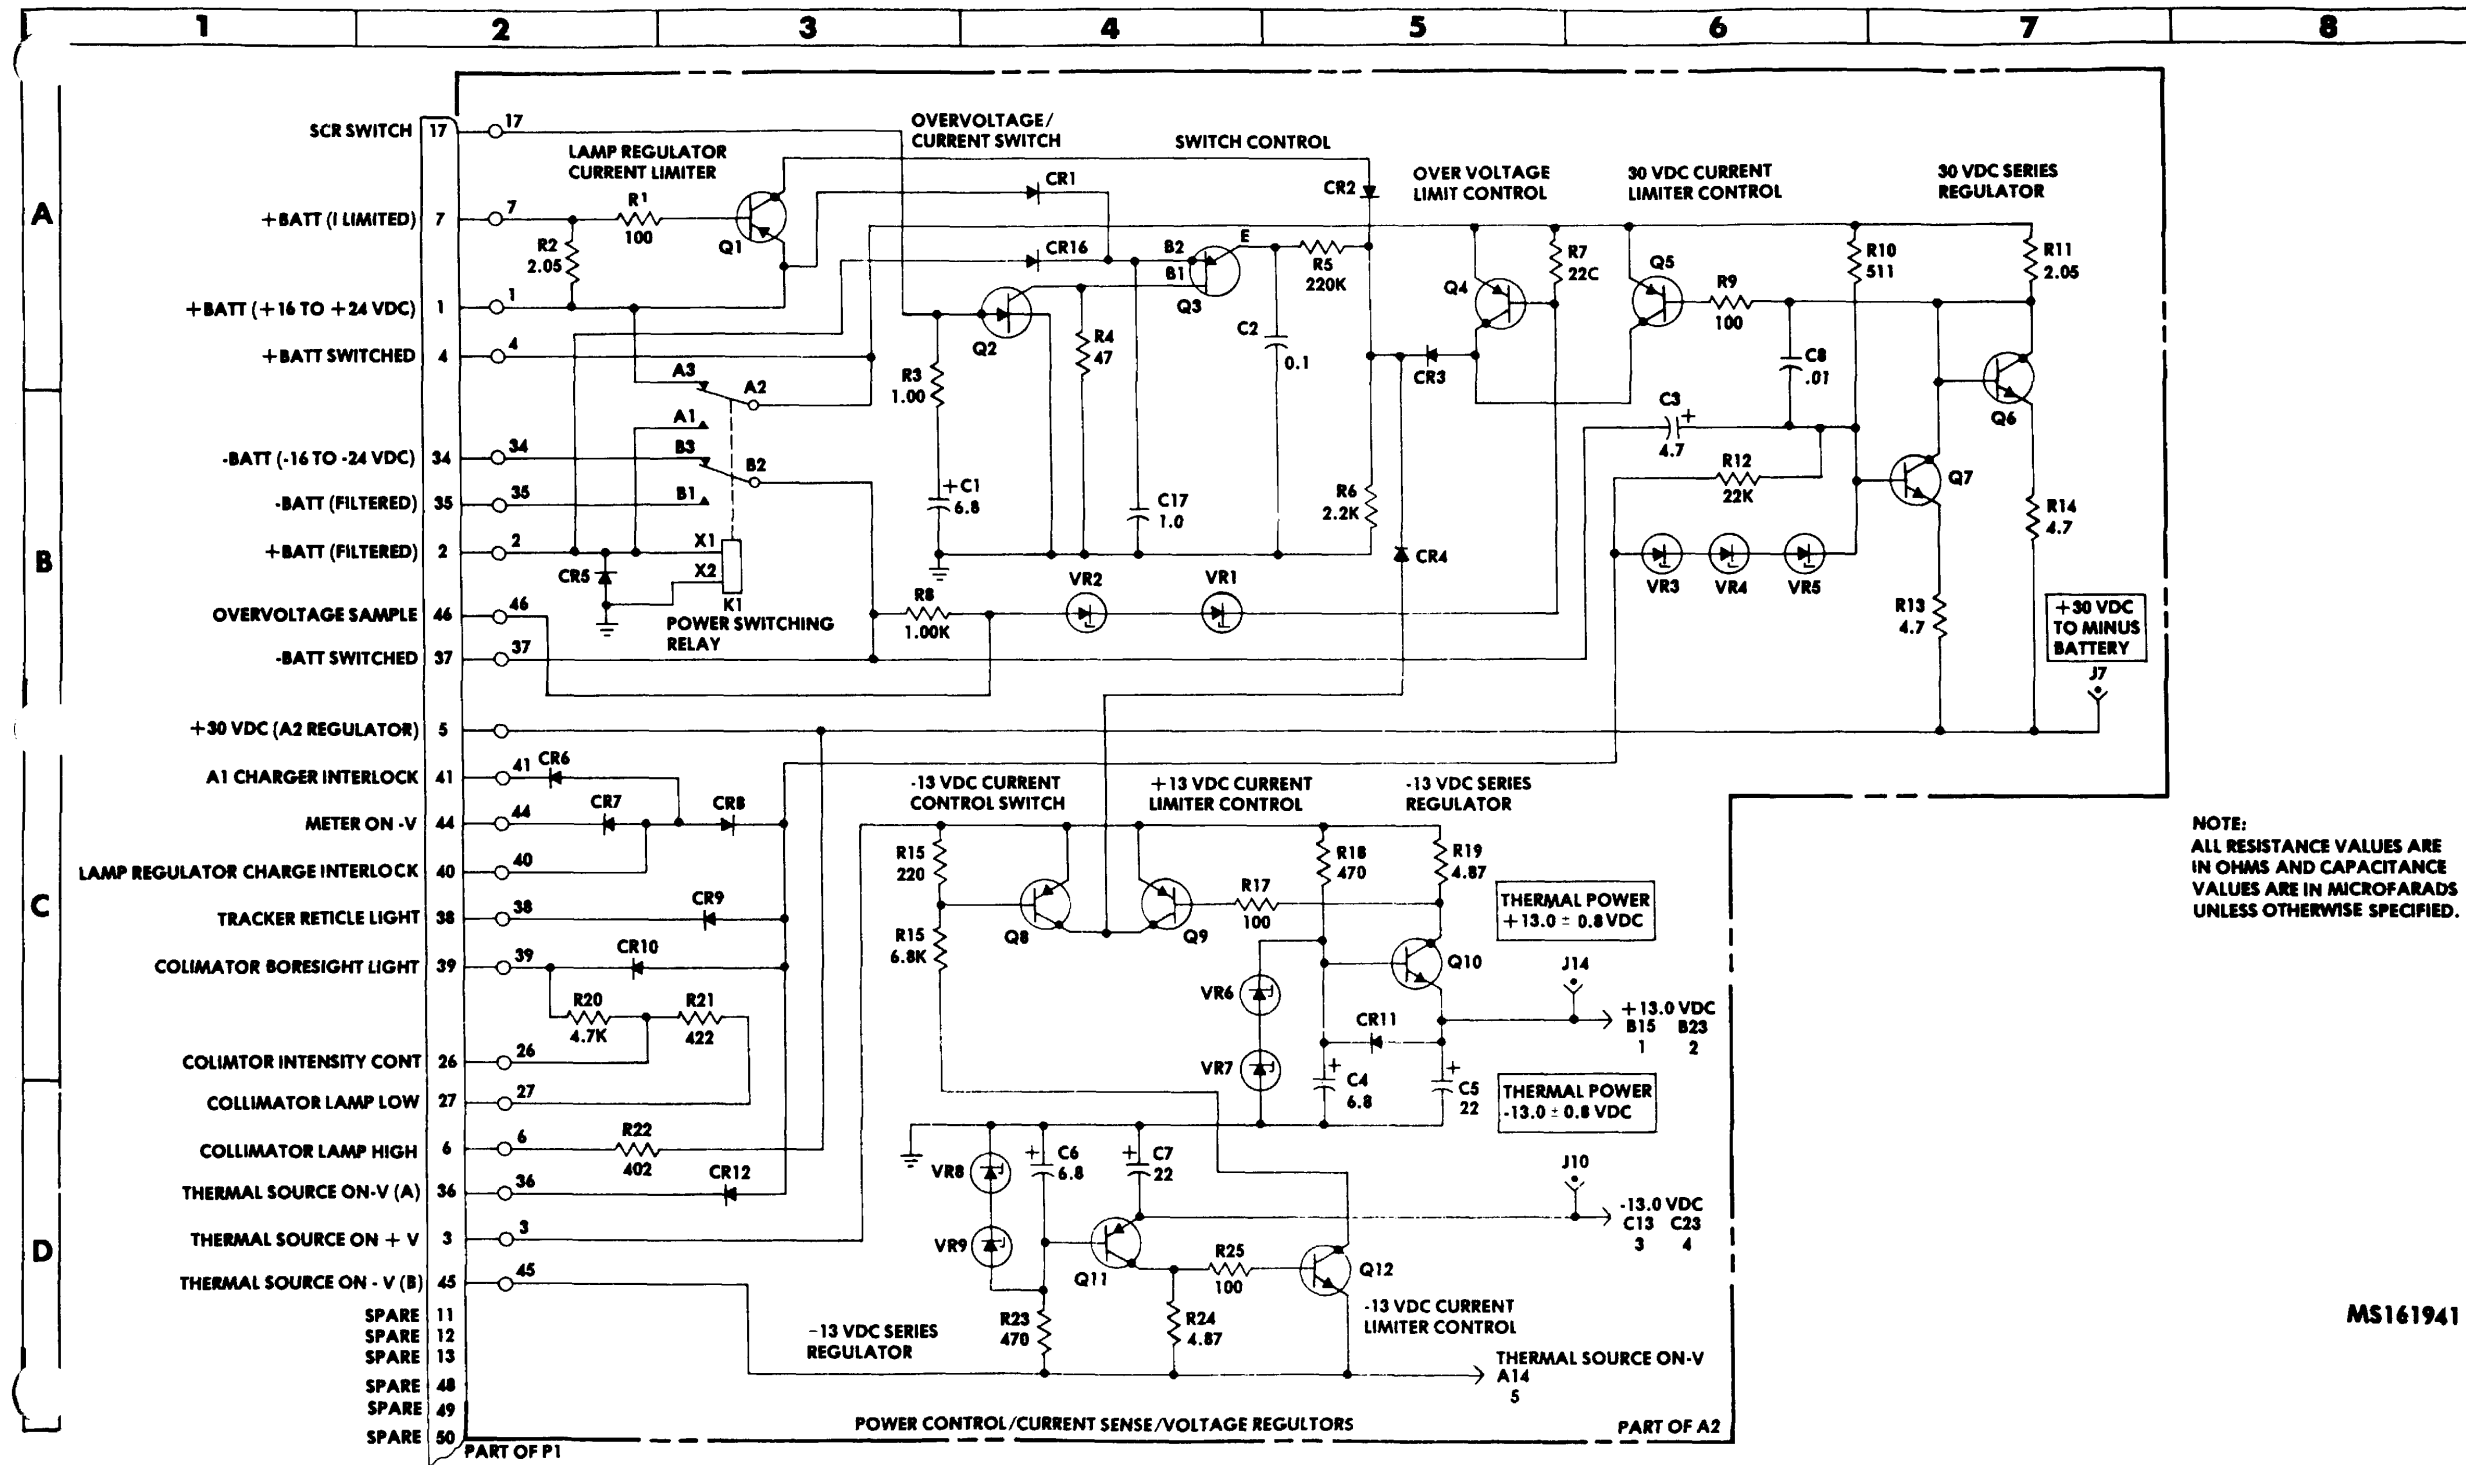 1 2 3 4 5 6 7 8
A
B
C
D
SCR SWITCH 17 17
+BATT (I LIMITED) 7 7
+BATT (+16 TO +24 VDC) 1 1
+BATT SWITCHED 4 4
-BATT (-16 TO -24 VDC) 34 34
-BATT (FILTERED) 35 35
+BATT (FILTERED) 2 2
OVERVOLTAGE SAMPLE 46 46
-BATT SWITCHED 37 37
+30 VDC (A2 REGULATOR) 5 5
A1 CHARGER INTERLOCK 41 41
METER ON -V 44 44
LAMP REGULATOR CHARGE INTERLOCK 40 40
TRACKER RETICLE LIGHT 38 38
COLIMATOR BORESIGHT LIGHT 39 39
COLIMTOR INTENSITY CONT 26 26
COLLIMATOR LAMP LOW 27 27
COLLIMATOR LAMP HIGH 6 6
THERMAL SOURCE ON-V (A) 36 36
THERMAL SOURCE ON + V 3 3
THERMAL SOURCE ON - V (B) 45 45
SPARE 11
SPARE 12
SPARE 13
SPARE 48
SPARE 49
SPARE 50
PART OF P1
LAMP REGULATOR
CURRENT LIMITER
R1
100
R2
2.05
Q1
OVERVOLTAGE/
CURRENT SWITCH
SWITCH CONTROL
CR1
CR16
CR2
B2
B1
E
Q3
R5
220K
Q2
R4
47
C2
0.1
R3
1.00
+C1
6.8
C17
1.0
R6
2.2K
A3
A2
A1
B3
B2
B1
X1
X2
K1
CR5
POWER SWITCHING
RELAY
R8
1.00K
VR2
VR1
OVER VOLTAGE
LIMIT CONTROL
Q4
R7
22C
CR3
CR4
30 VDC CURRENT
LIMITER CONTROL
Q5
R9
100
R10
511
C8
.01
C3
+
4.7
R12
22K
VR3
VR4
VR5
30 VDC SERIES
REGULATOR
R11
2.05
Q6
Q7
R14
4.7
R13
4.7
+30 VDC
TO MINUS
BATTERY
J7
CR6
CR7
CR8
CR9
CR10
R20
4.7K
R21
422
R22
402
CR12
-13 VDC CURRENT
CONTROL SWITCH
+13 VDC CURRENT
LIMITER CONTROL
-13 VDC SERIES
REGULATOR
R15
220
R15
6.8K
Q8
Q9
R17
100
R18
470
R19
4.87
Q10
VR6
VR7
CR11
+
C4
6.8
+
C5
22
THERMAL POWER
+13.0 ± 0.8 VDC
J14
+13.0 VDC
B15 B23
1 2
THERMAL POWER
-13.0 ± 0.8 VDC
J10
-13.0 VDC
C13 C23
3 4
VR8
VR9
+ C6
6.8
+ C7
22
Q11
R25
100
Q12
R23
470
R24
4.87
-13 VDC CURRENT
LIMITER CONTROL
-13 VDC SERIES
REGULATOR
THERMAL SOURCE ON-V
A14
5
POWER CONTROL/CURRENT SENSE/VOLTAGE REGULTORS
PART OF A2
NOTE:
ALL RESISTANCE VALUES ARE
IN OHMS AND CAPACITANCE
VALUES ARE IN MICROFARADS
UNLESS OTHERWISE SPECIFIED.
MS161941